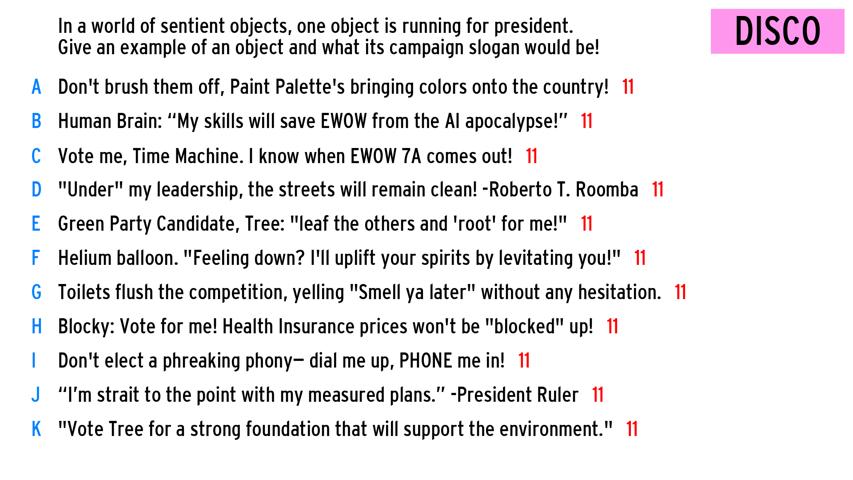 In a world of sentient objects, one object is running for president.
Give an example of an object and what its campaign slogan would be!
DISCO
A Don't brush them off, Paint Palette's bringing colors onto the country! 11
B Human Brain: “My skills will save EWOW from the AI apocalypse!” 11
C Vote me, Time Machine. I know when EWOW 7A comes out! 11
D "Under" my leadership, the streets will remain clean! -Roberto T. Roomba 11
E Green Party Candidate, Tree: "leaf the others and 'root' for me!" 11
F Helium balloon. "Feeling down? I'll uplift your spirits by levitating you!" 11
G Toilets flush the competition, yelling "Smell ya later" without any hesitation. 11
H Blocky: Vote for me! Health Insurance prices won't be "blocked" up! 11
I Don't elect a phreaking phony— dial me up, PHONE me in! 11
J “I’m strait to the point with my measured plans.” -President Ruler 11
K "Vote Tree for a strong foundation that will support the environment." 11